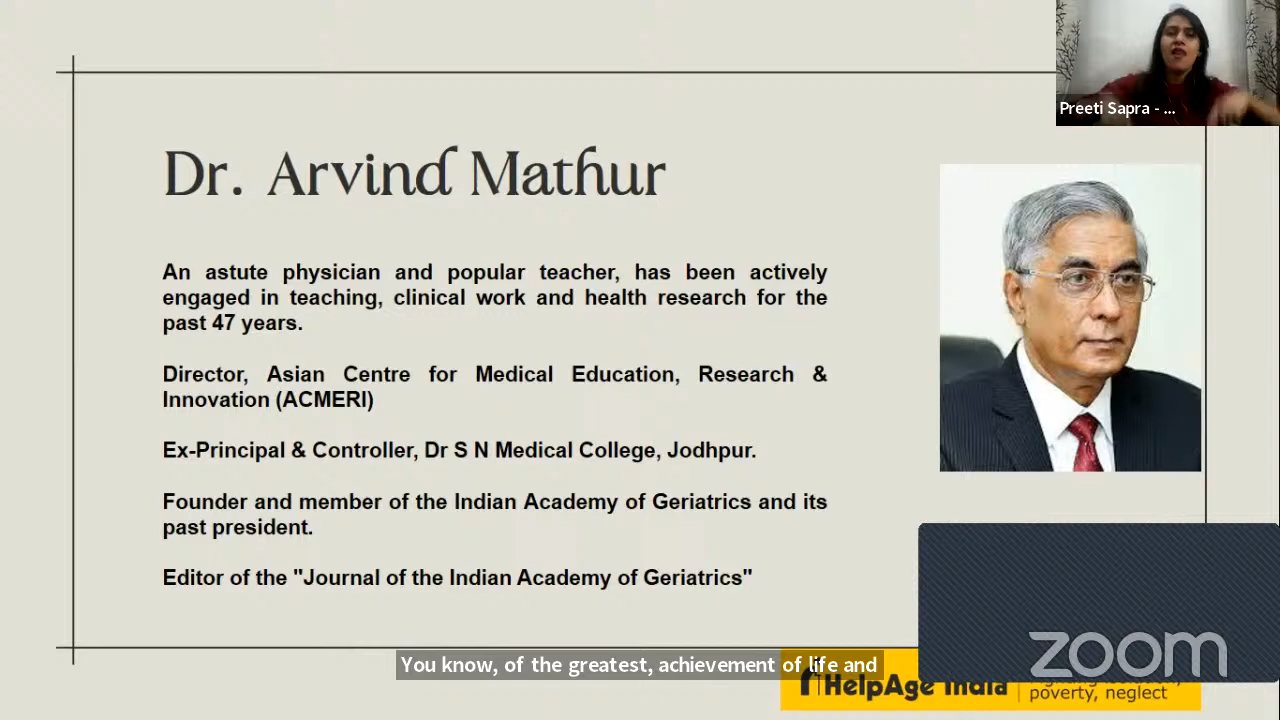 Preeti Sapra - ...
Dr. Arvind Mathur
An astute physician and popular teacher, has been actively
engaged in teaching, clinical work and health research for the
past 47 years.
Director, Asian Centre for Medical Education, Research &
Innovation (ACMERI)
Ex-Principal & Controller, Dr S N Medical College, Jodhpur.
Founder and member of the Indian Academy of Geriatrics and its
past president.
Editor of the "Journal of the Indian Academy of Geriatrics"
You know, of the greatest, achievement of life and
HelpAge India
poverty, neglect
zoom